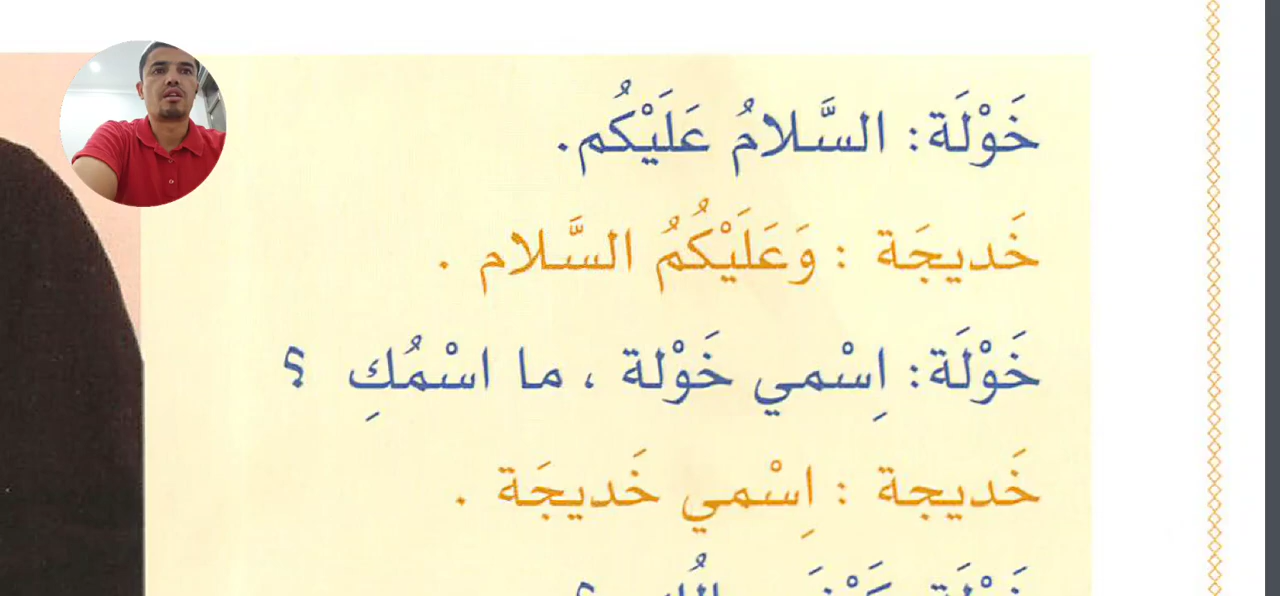 خَوْلَة: السَّلامُ عَلَيْكُم.
خَديجَة : وَعَلَيْكُمُ السَّلام .
خَوْلَة: اِسْمي خَوْلة ، ما اسْمُكِ ؟
خَديجة : اِسْمي خَديجَة .
خَوْلَة